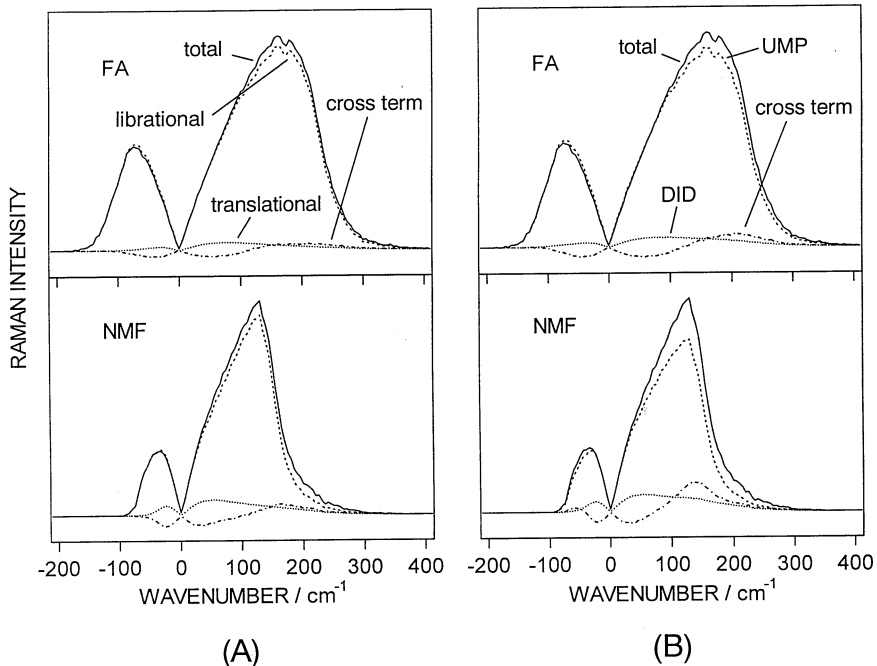 RAMAN INTENSITY
FA
total
librational
cross term
translational
NMF
-200 -100 0 100 200 300 400
WAVENUMBER / cm⁻¹
(A)
FA
total
UMP
cross term
DID
NMF
-200 -100 0 100 200 300 400
WAVENUMBER / cm⁻¹
(B)